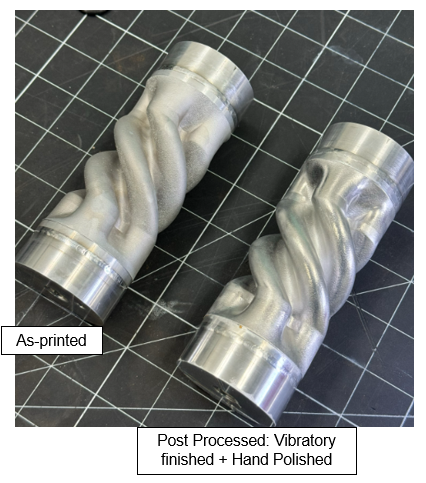 As-printed
Post Processed: Vibratory
finished + Hand Polished